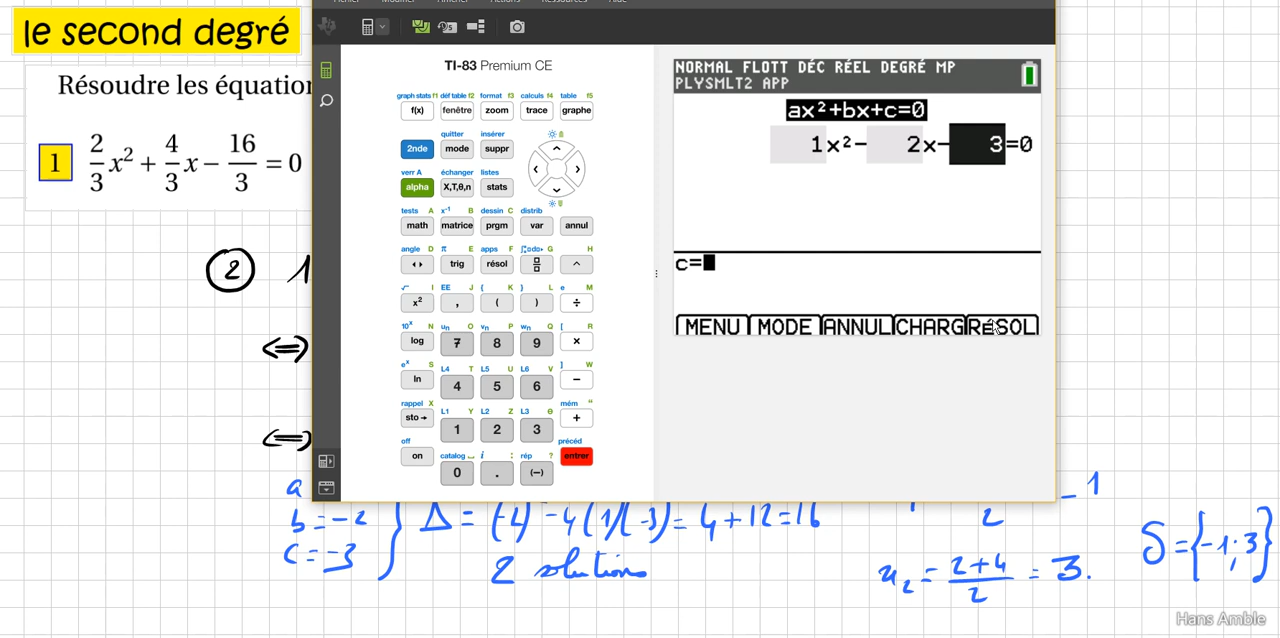 le second degré
Résoudre les équation
1 2/3 x² + 4/3 x − 16/3 = 0
TI-83 Premium CE
graph stats f1 déf table f2 format f3 calculs f4 table f5
f(x) fenêtre zoom trace graphe
quitter insérer
2nde mode suppr
verr A échanger listes
alpha X,T,θ,n stats
tests A x⁻¹ B dessin C distrib
math matrice prgm var annul
angle D π E apps F G H
trig résol ^
√ I EE J { K } L e M
x² , ( ) ÷
10ˣ N uₙ O vₙ P wₙ Q [ R
log 7 8 9 ×
eˣ S L4 T L5 U L6 V ] W
ln 4 5 6 −
rappel X L1 Y L2 Z L3 θ mém "
sto→ 1 2 3 +
off catalog i : rép ? précéd
on 0 . (−) entrer
NORMAL FLOTT DÉC RÉEL DEGRÉ MP
PLYSMLT2 APP
ax²+bx+c=0
1x²− 2x− 3=0
c=
MENU MODE ANNUL CHARG RÉSOL
2 1
⟺
⟺
a
b = −2
c = −3
2 solutions
− 1
2
x₂ = 2+4/2 = 3.
S = {−1 ; 3}
Hans Amble